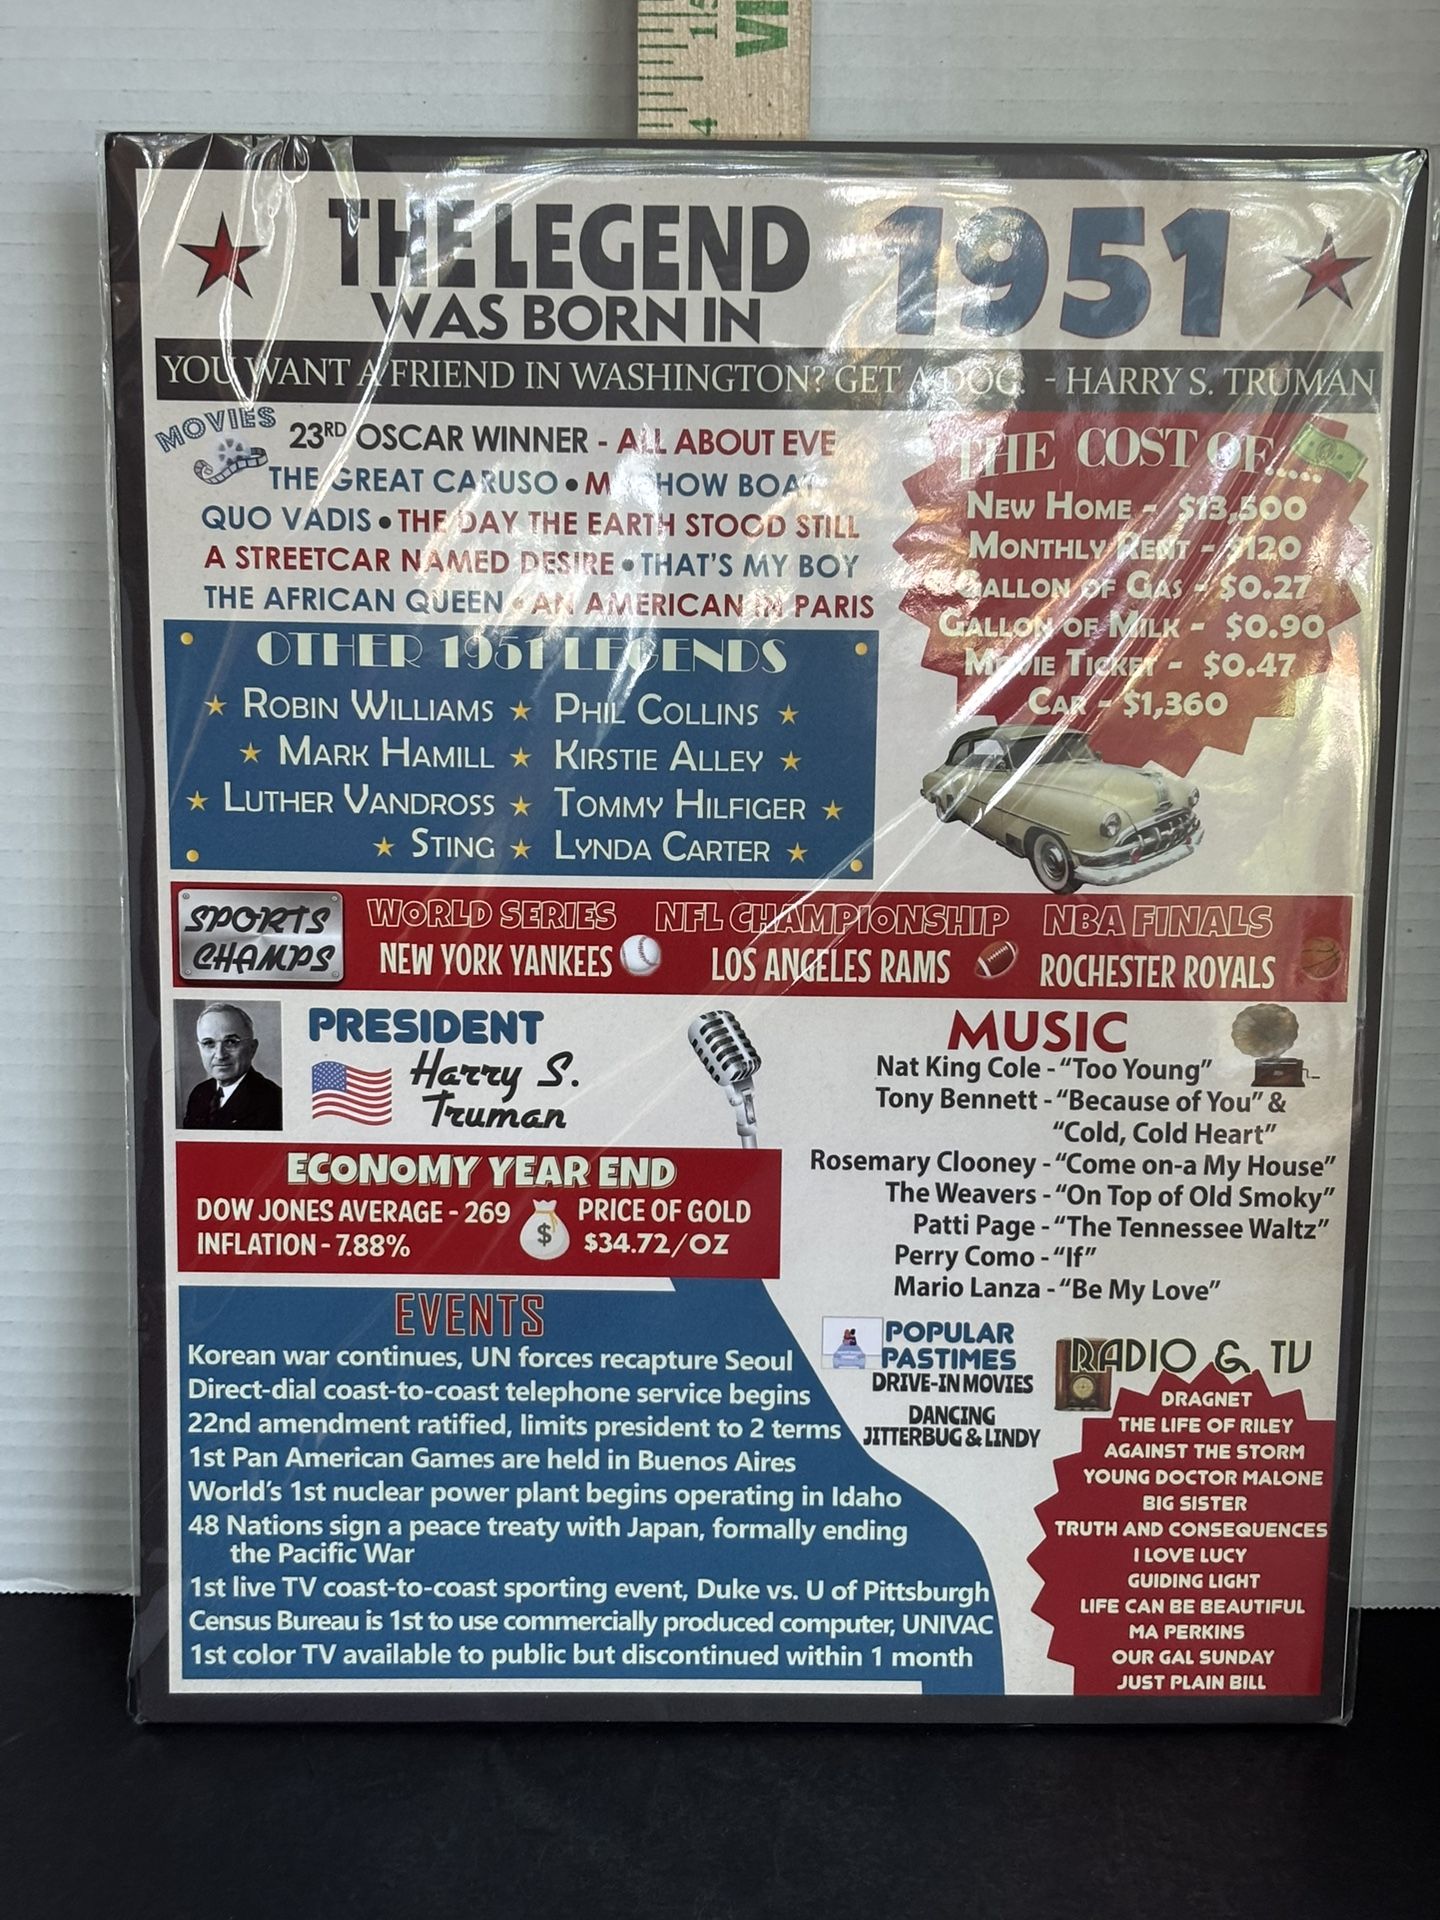 THE LEGEND
WAS BORN IN
1951
YOU WANT A FRIEND IN WASHINGTON? GET A DOG. - HARRY S. TRUMAN
MOVIES
23RD OSCAR WINNER - ALL ABOUT EVE
THE GREAT CARUSO • SHOW BOAT
QUO VADIS • THE DAY THE EARTH STOOD STILL
A STREETCAR NAMED DESIRE • THAT'S MY BOY
THE AFRICAN QUEEN • AN AMERICAN IN PARIS
THE COST OF....
NEW HOME - $13,500
MONTHLY RENT - $120
GALLON OF GAS - $0.27
GALLON OF MILK - $0.90
MOVIE TICKET - $0.47
CAR - $1,360
OTHER 1951 LEGENDS
ROBIN WILLIAMS PHIL COLLINS
MARK HAMILL KIRSTIE ALLEY
LUTHER VANDROSS TOMMY HILFIGER
STING LYNDA CARTER
SPORTS
CHAMPS
WORLD SERIES NFL CHAMPIONSHIP NBA FINALS
NEW YORK YANKEES LOS ANGELES RAMS ROCHESTER ROYALS
PRESIDENT
Harry S.
Truman
MUSIC
Nat King Cole - "Too Young"
Tony Bennett - "Because of You" &
"Cold, Cold Heart"
Rosemary Clooney - "Come on-a My House"
The Weavers - "On Top of Old Smoky"
Patti Page - "The Tennessee Waltz"
Perry Como - "If"
Mario Lanza - "Be My Love"
ECONOMY YEAR END
DOW JONES AVERAGE - 269
INFLATION - 7.88%
$
PRICE OF GOLD
$34.72/OZ
EVENTS
Korean war continues, UN forces recapture Seoul
Direct-dial coast-to-coast telephone service begins
22nd amendment ratified, limits president to 2 terms
1st Pan American Games are held in Buenos Aires
World's 1st nuclear power plant begins operating in Idaho
48 Nations sign a peace treaty with Japan, formally ending
the Pacific War
1st live TV coast-to-coast sporting event, Duke vs. U of Pittsburgh
Census Bureau is 1st to use commercially produced computer, UNIVAC
1st color TV available to public but discontinued within 1 month
POPULAR
PASTIMES
DRIVE-IN MOVIES
DANCING
JITTERBUG & LINDY
RADIO & TV
DRAGNET
THE LIFE OF RILEY
AGAINST THE STORM
YOUNG DOCTOR MALONE
BIG SISTER
TRUTH AND CONSEQUENCES
I LOVE LUCY
GUIDING LIGHT
LIFE CAN BE BEAUTIFUL
MA PERKINS
OUR GAL SUNDAY
JUST PLAIN BILL
15
4